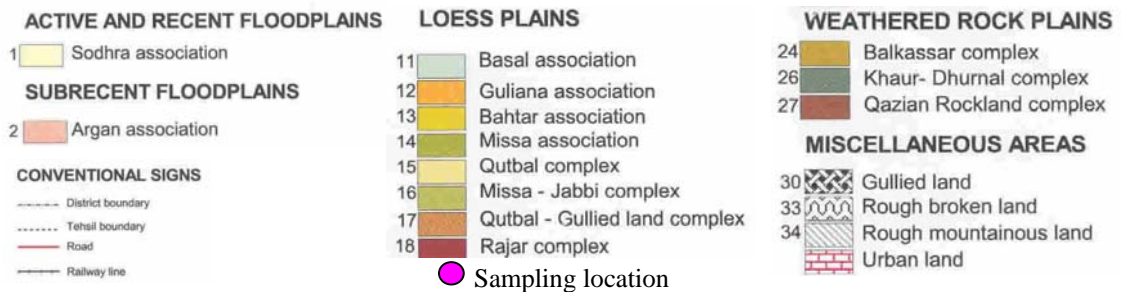 ACTIVE AND RECENT FLOODPLAINS
1 Sodhra association
SUBRECENT FLOODPLAINS
2 Argan association
CONVENTIONAL SIGNS
District boundary
Tehsil boundary
Road
Railway line
LOESS PLAINS
11 Basal association
12 Guliana association
13 Bahtar association
14 Missa association
15 Qutbal complex
16 Missa - Jabbi complex
17 Qutbal - Gullied land complex
18 Rajar complex
Sampling location
WEATHERED ROCK PLAINS
24 Balkassar complex
26 Khaur- Dhurnal complex
27 Qazian Rockland complex
MISCELLANEOUS AREAS
30 Gullied land
33 Rough broken land
34 Rough mountainous land
Urban land